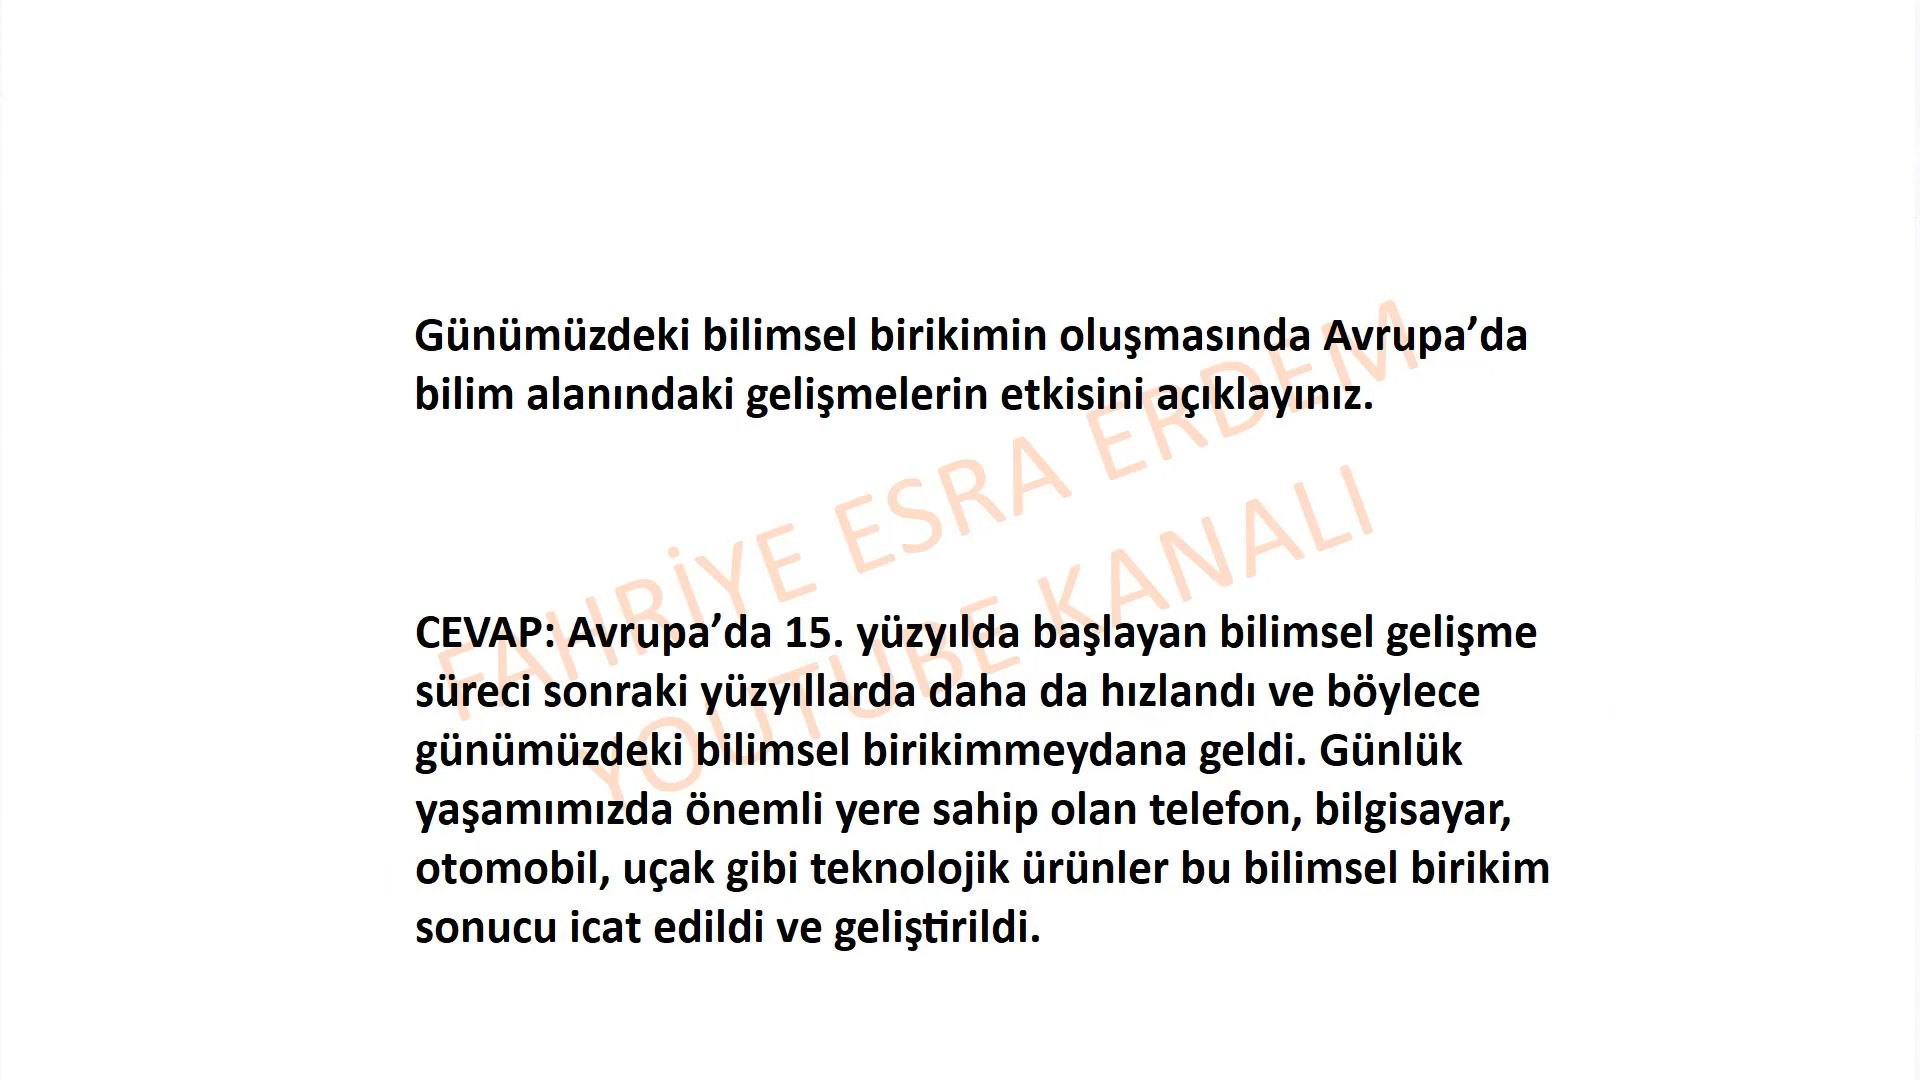 Günümüzdeki bilimsel birikimin oluşmasında Avrupa’da
bilim alanındaki gelişmelerin etkisini açıklayınız.
FAHRİYE ESRA ERDEM
YOUTUBE KANALI
CEVAP: Avrupa’da 15. yüzyılda başlayan bilimsel gelişme
süreci sonraki yüzyıllarda daha da hızlandı ve böylece
günümüzdeki bilimsel birikimmeydana geldi. Günlük
yaşamımızda önemli yere sahip olan telefon, bilgisayar,
otomobil, uçak gibi teknolojik ürünler bu bilimsel birikim
sonucu icat edildi ve geliştirildi.